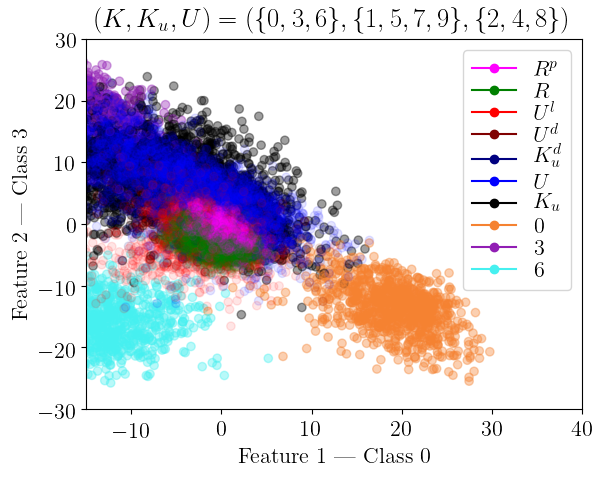 (K, K_u, U) = ({0, 3, 6}, {1, 5, 7, 9}, {2, 4, 8})
30
20
10
0
−10
−20
−30
Feature 2 — Class 3
R^p
R
U^l
U^d
K_u^d
U
K_u
0
3
6
−10 0 10 20 30 40
Feature 1 — Class 0